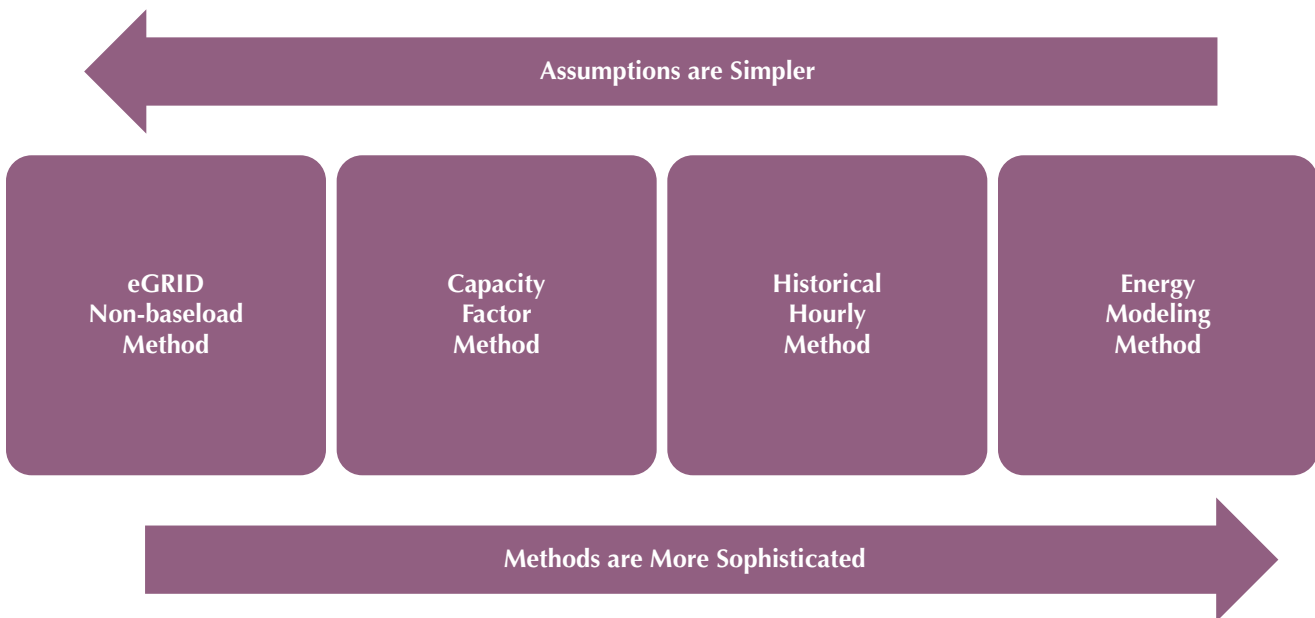 Assumptions are Simpler
eGRID
Non-baseload
Method
Capacity
Factor
Method
Historical
Hourly
Method
Energy
Modeling
Method
Methods are More Sophisticated